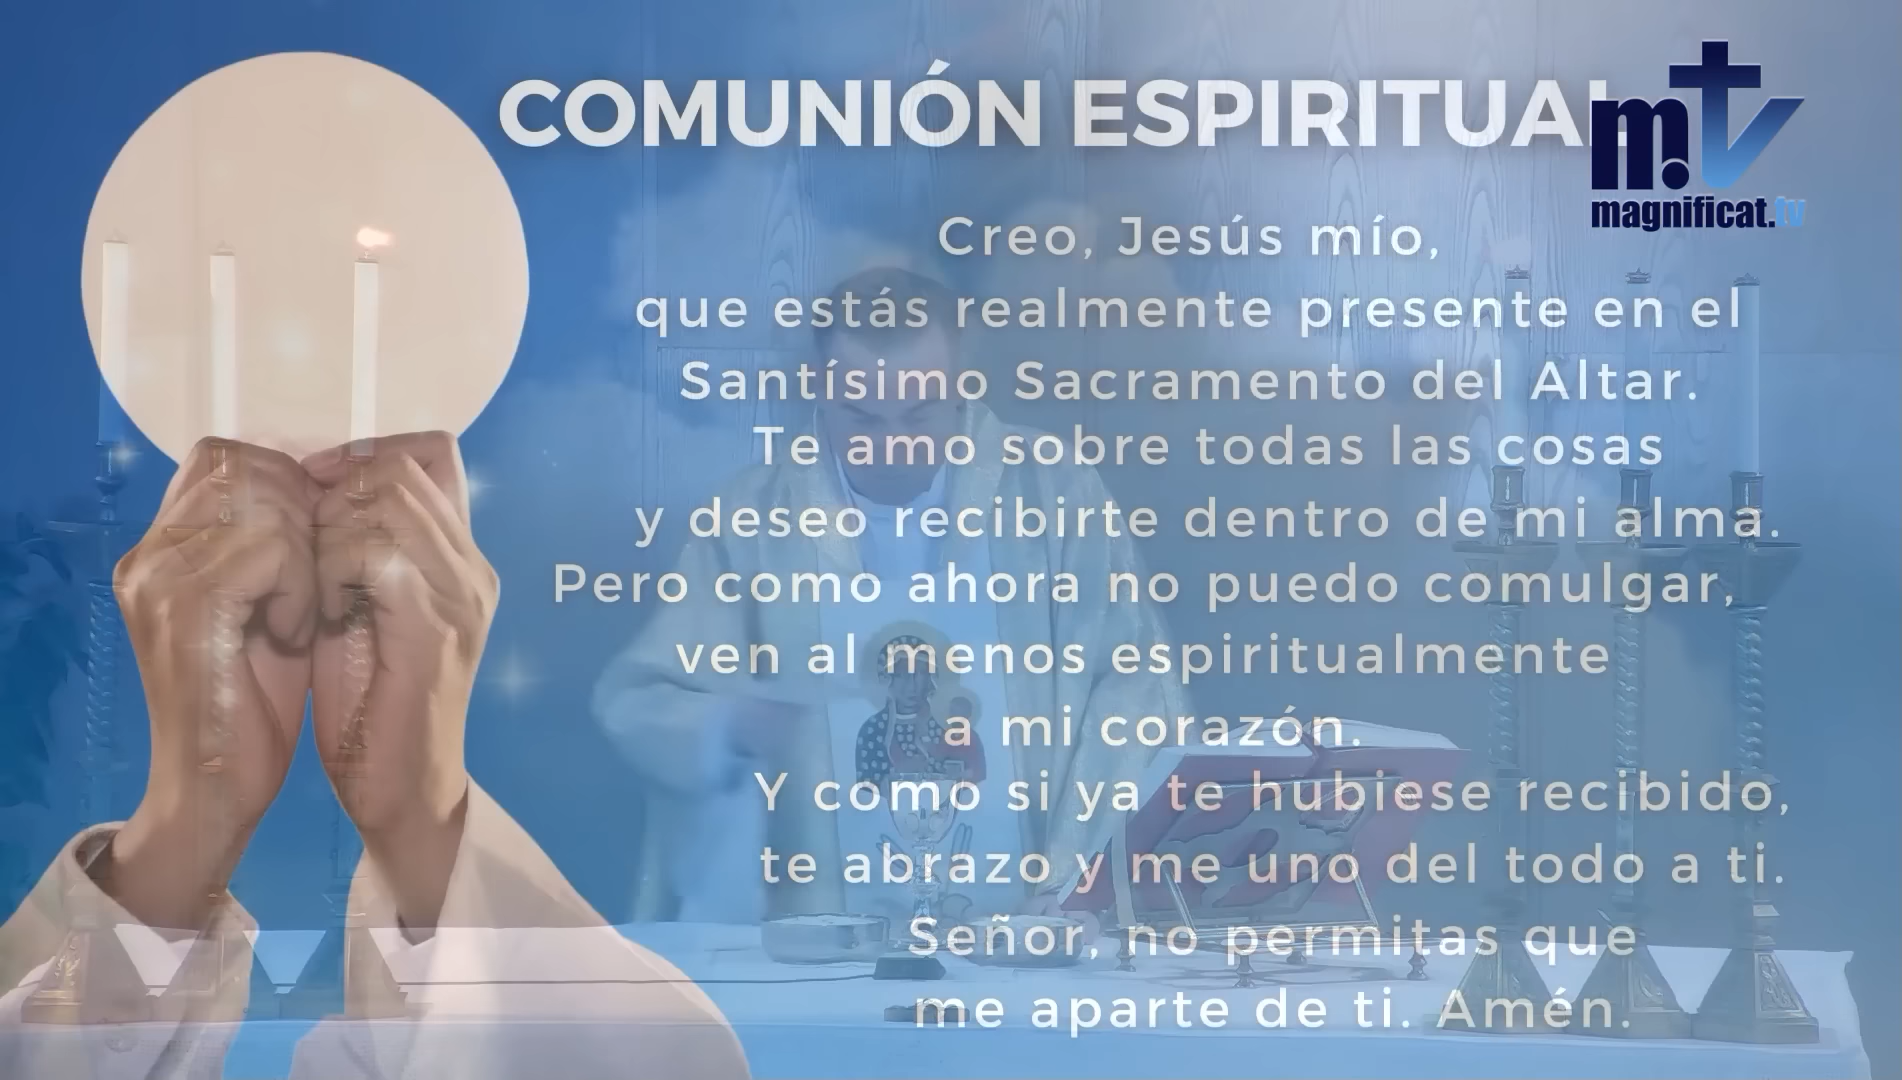 COMUNIÓN ESPIRITUAL
m.tv
magnificat.tv
Creo, Jesús mío,
que estás realmente presente en el
Santísimo Sacramento del Altar.
Te amo sobre todas las cosas
y deseo recibirte dentro de mi alma.
Pero como ahora no puedo comulgar,
ven al menos espiritualmente
a mi corazón.
Y como si ya te hubiese recibido,
te abrazo y me uno del todo a ti.
Señor, no permitas que
me aparte de ti. Amén.